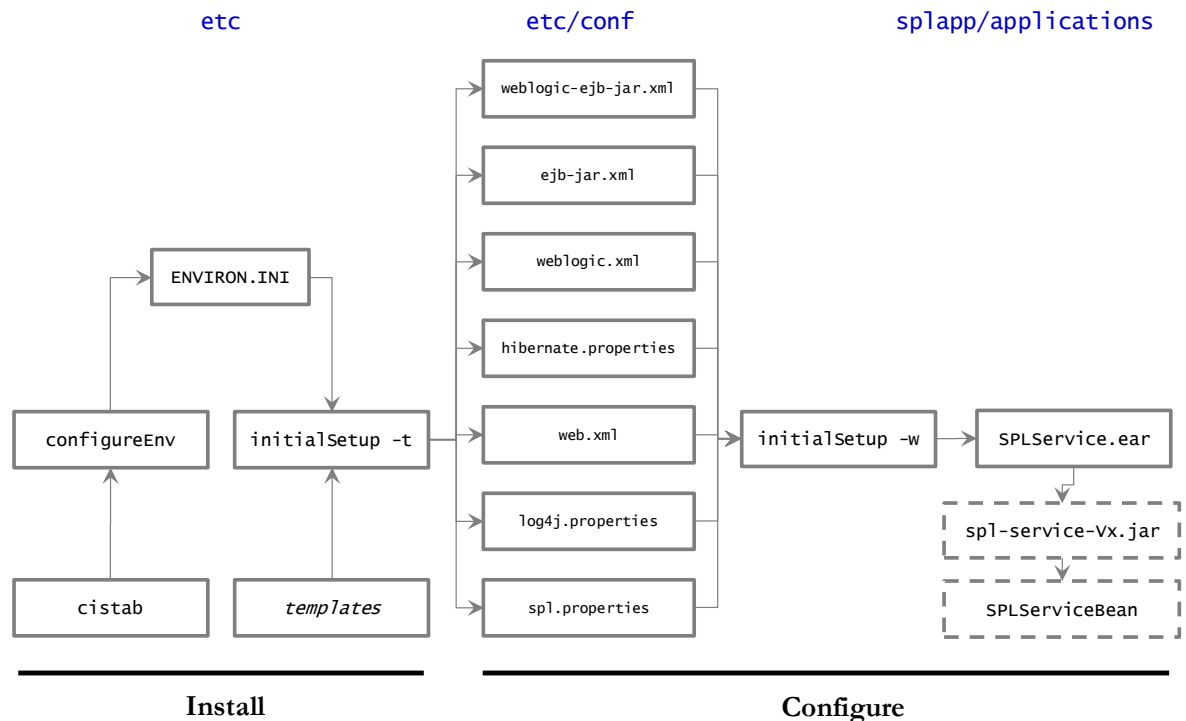 etc
etc/conf
splapp/applications
weblogic-ejb-jar.xml
ejb-jar.xml
weblogic.xml
ENVIRON.INI
hibernate.properties
configureEnv
initialSetup -t
web.xml
initialSetup -w
SPLService.ear
log4j.properties
spl-service-Vx.jar
cistab
templates
spl.properties
SPLServiceBean
Install
Configure